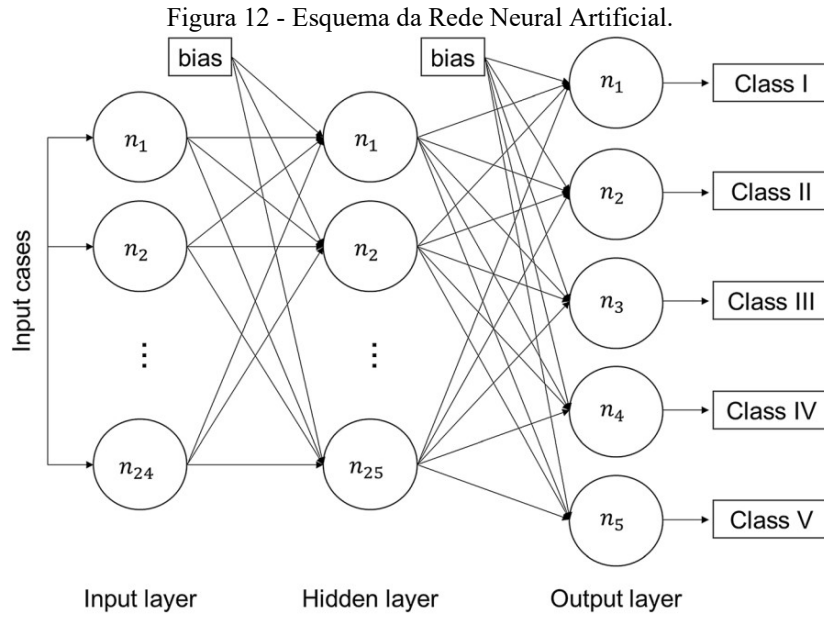 Figura 12 - Esquema da Rede Neural Artificial.
bias
bias
n₁
n₁
n₁
Class I
n₂
n₂
n₂
Class II
Input cases
n₃
Class III
⋮
⋮
n₄
Class IV
n₂₄
n₂₅
n₅
Class V
Input layer
Hidden layer
Output layer